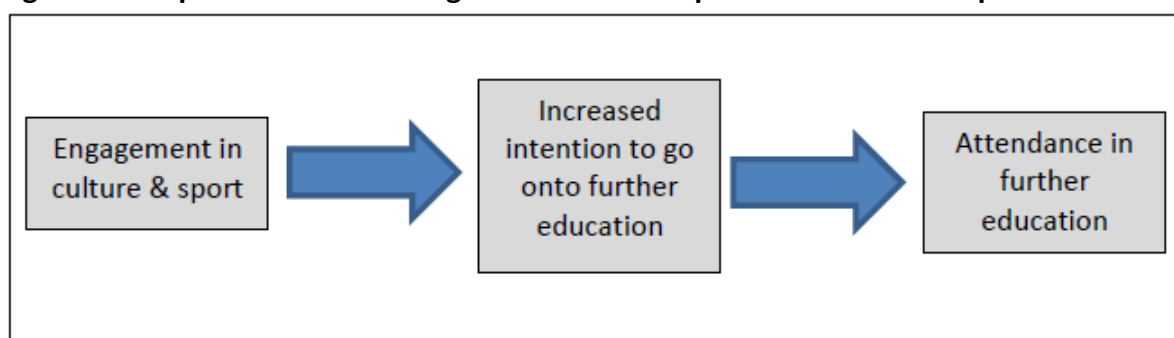 Engagement in
culture & sport
Increased
intention to go
onto further
education
Attendance in
further
education